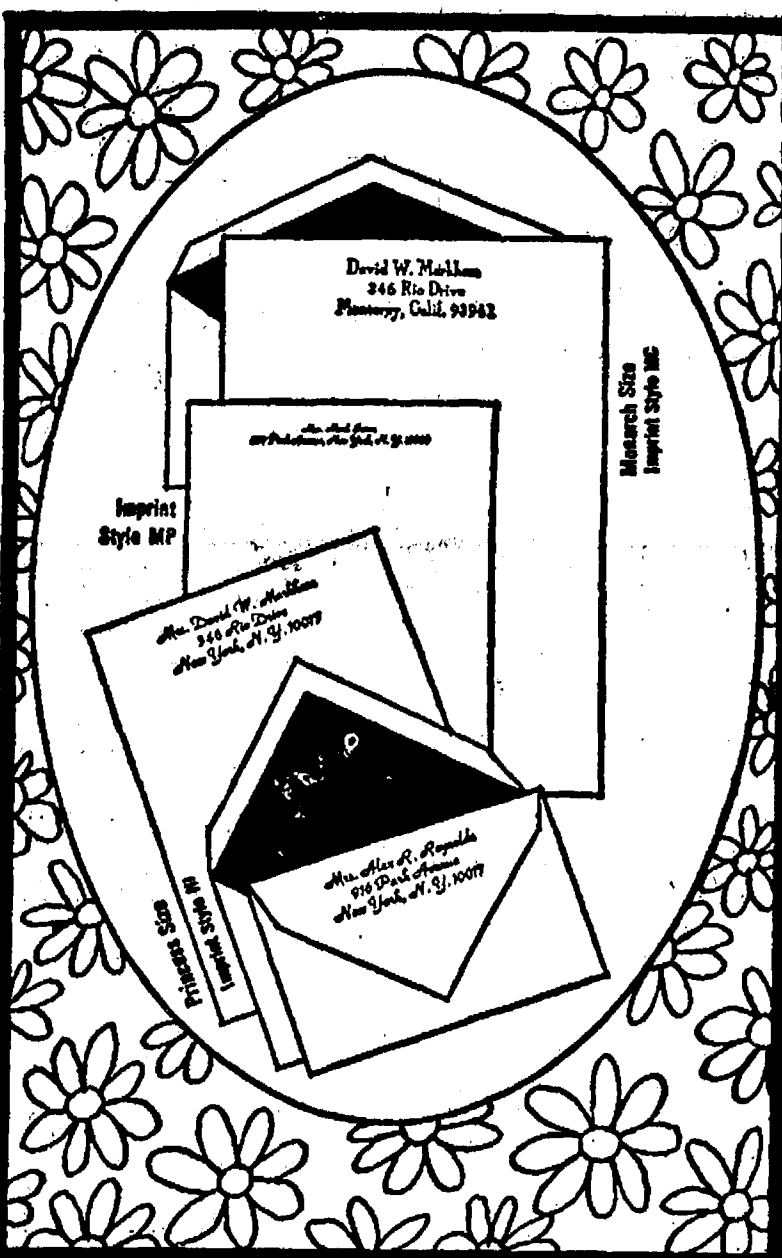 David W. Markham
346 Rio Drive
Monterey, Calif. 93942
Monarch Size
Imprint Style MC
New York, N. Y.
Imprint
Style MP
Mrs. David W. Markham
346 Rio Drive
New York, N. Y. 10017
Mrs. Alex R. Reynolds
916 Park Avenue
New York, N. Y. 10017
Princess Size
Imprint Style